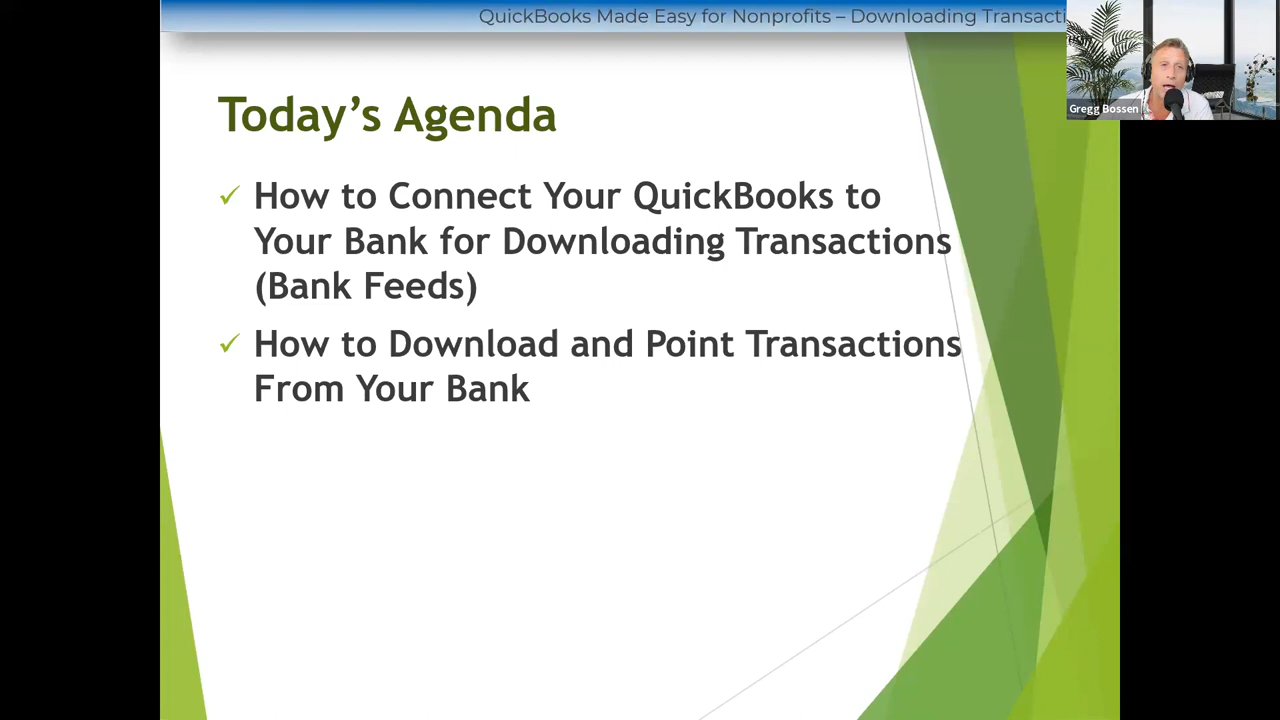 QuickBooks Made Easy for Nonprofits – Downloading Transacti
Gregg Bossen
Today's Agenda
✓ How to Connect Your QuickBooks to
Your Bank for Downloading Transactions
(Bank Feeds)
✓ How to Download and Point Transactions
From Your Bank